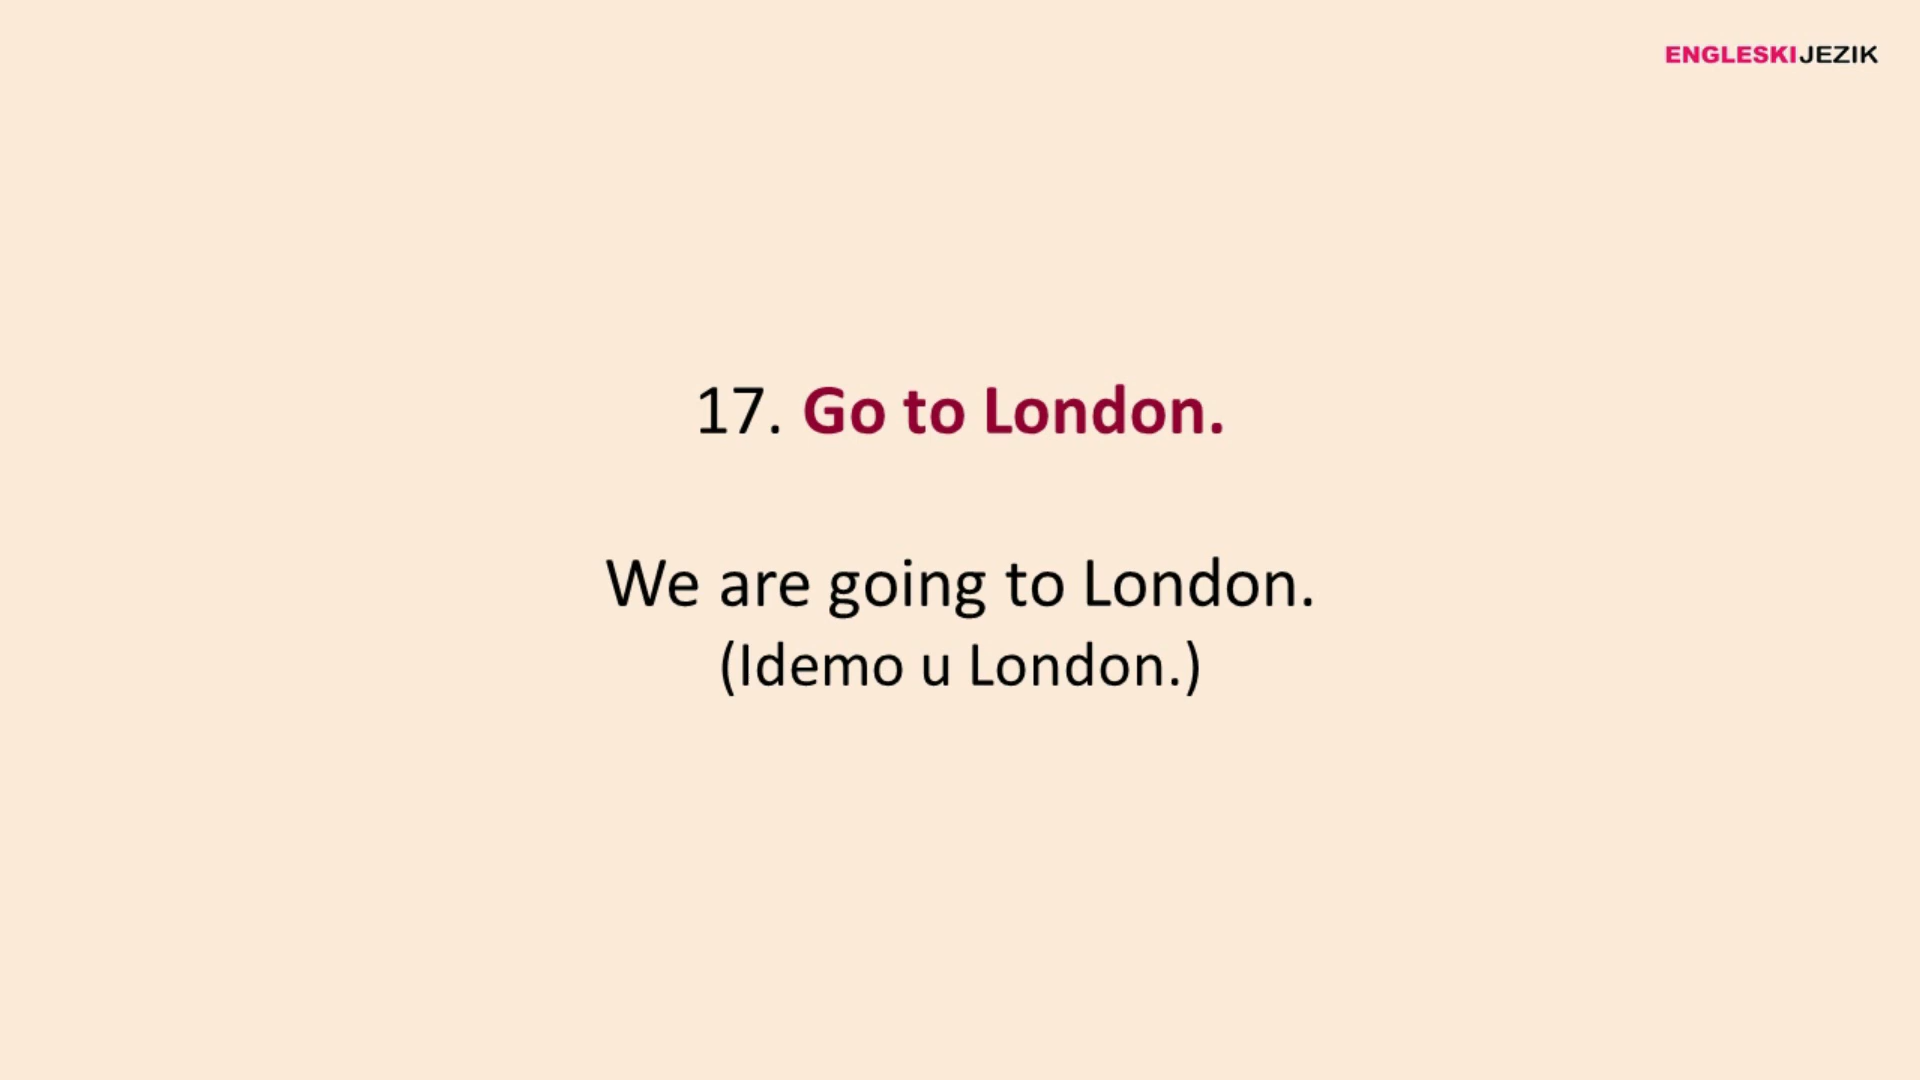 ENGLESKIJEZIK
17. Go to London.
We are going to London.
(Idemo u London.)